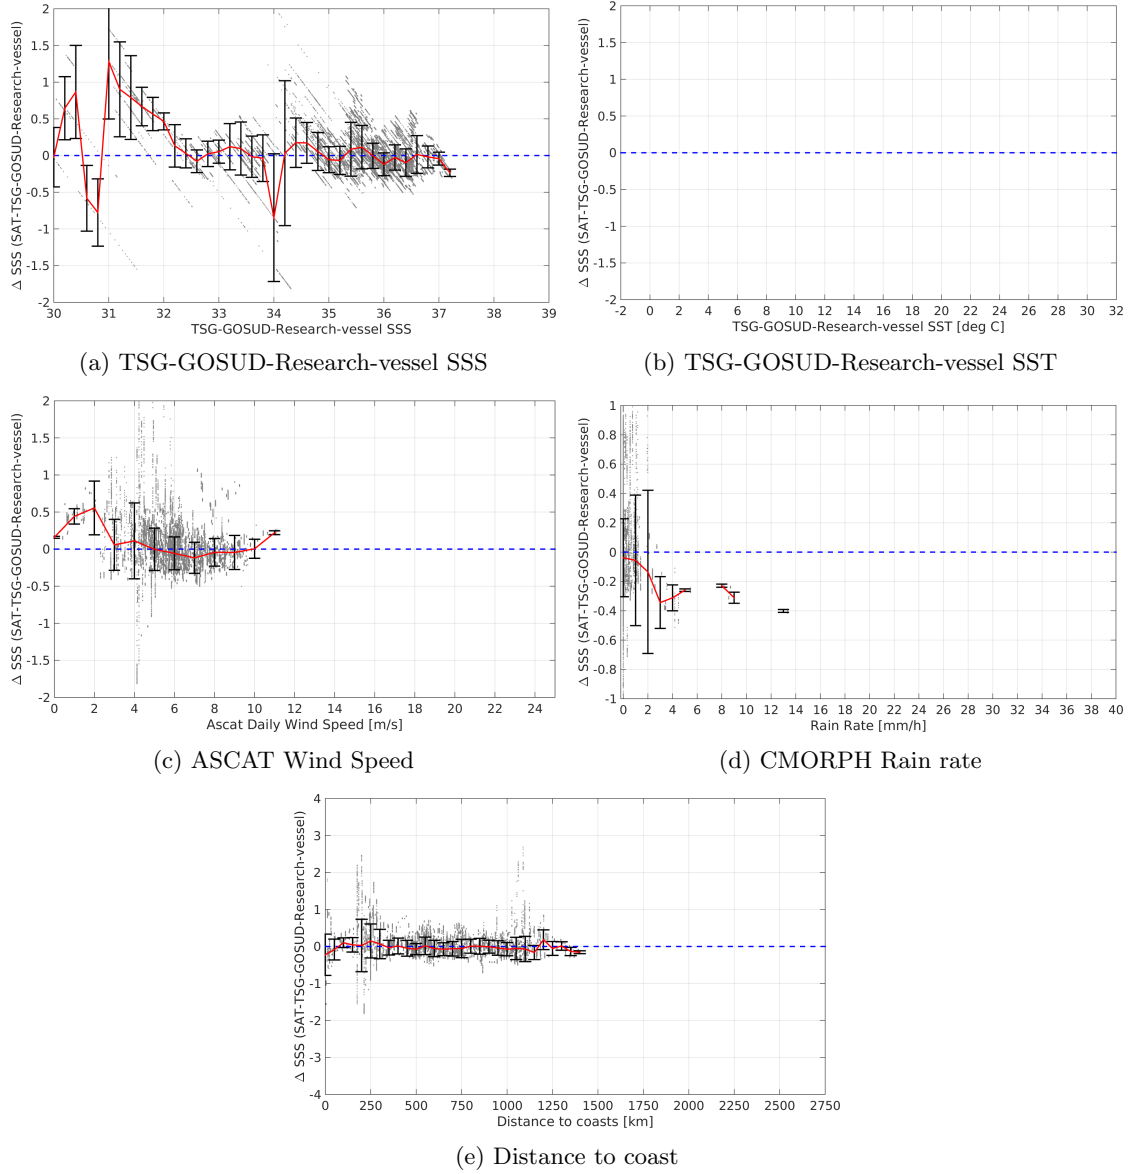 2
1.5
1
0.5
0
-0.5
-1
-1.5
-2
Δ SSS (SAT-TSG-GOSUD-Research-vessel)
30 31 32 33 34 35 36 37 38 39
TSG-GOSUD-Research-vessel SSS
(a) TSG-GOSUD-Research-vessel SSS
2
1.5
1
0.5
0
-0.5
-1
-1.5
-2
Δ SSS (SAT-TSG-GOSUD-Research-vessel)
-2 0 2 4 6 8 10 12 14 16 18 20 22 24 26 28 30 32
TSG-GOSUD-Research-vessel SST [deg C]
(b) TSG-GOSUD-Research-vessel SST
2
1.5
1
0.5
0
-0.5
-1
-1.5
-2
Δ SSS (SAT-TSG-GOSUD-Research-vessel)
0 2 4 6 8 10 12 14 16 18 20 22 24
Ascat Daily Wind Speed [m/s]
(c) ASCAT Wind Speed
1
0.8
0.6
0.4
0.2
0
-0.2
-0.4
-0.6
-0.8
-1
Δ SSS (SAT-TSG-GOSUD-Research-vessel)
0 2 4 6 8 10 12 14 16 18 20 22 24 26 28 30 32 34 36 38 40
Rain Rate [mm/h]
(d) CMORPH Rain rate
4
3
2
1
0
-1
-2
-3
-4
Δ SSS (SAT-TSG-GOSUD-Research-vessel)
0 250 500 750 1000 1250 1500 1750 2000 2250 2500 2750
Distance to coasts [km]
(e) Distance to coast